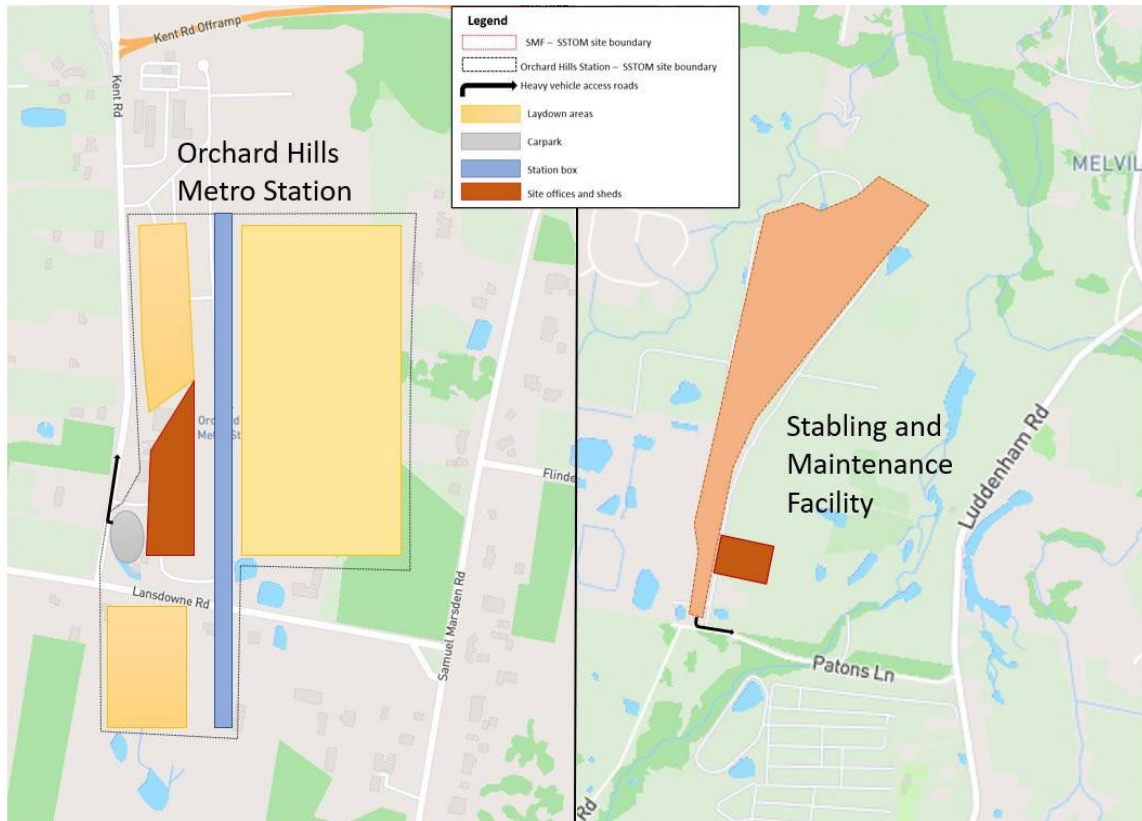 Kent Rd Offramp
Kent Rd
Orchard Hills
Metro Station
Lansdowne Rd
Samuel Marsden Rd
Flinde
Legend
SMF – SSTOM site boundary
Orchard Hills Station – SSTOM site boundary
Heavy vehicle access roads
Laydown areas
Carpark
Station box
Site offices and sheds
MELVIL
Stabling and
Maintenance
Facility
Luddenham Rd
Patons Ln
Rd